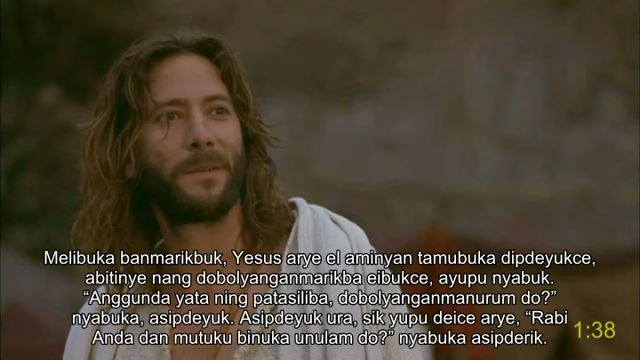 Melibuka banmarikbuk, Yesus arye el aminyan tamubuka dipdeyukce,
abitinye nang dobolyanganmarikba eibukce, ayupu nyabuk.
“Anggunda yata ning patasiliba, dobolyanganmanurum do?”
nyabuka, asipdeyuk. Asipdeyuk ura, sik yupu deice arye, “Rabi
Anda dan mutuku binuka unulam do?” nyabuka asipderik.
1:38